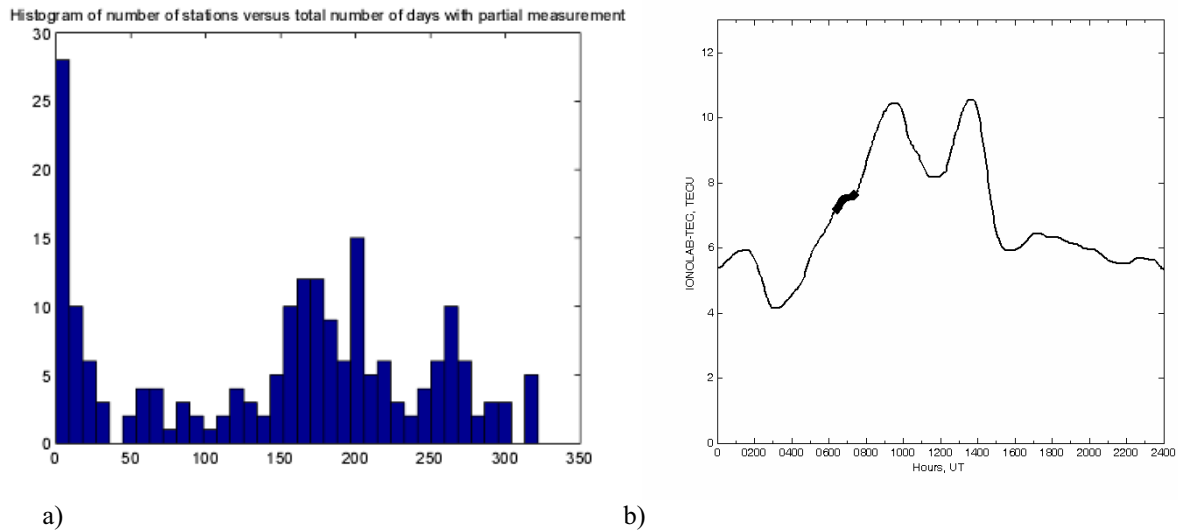 Histogram of number of stations versus total number of days with partial measurement
30
25
20
15
10
5
0
0 50 100 150 200 250 300 350
a)
12
10
8
6
4
2
0
IONOLAB-TEC, TECU
0 0200 0400 0600 0800 1000 1200 1400 1600 1800 2000 2200 2400
Hours, UT
b)